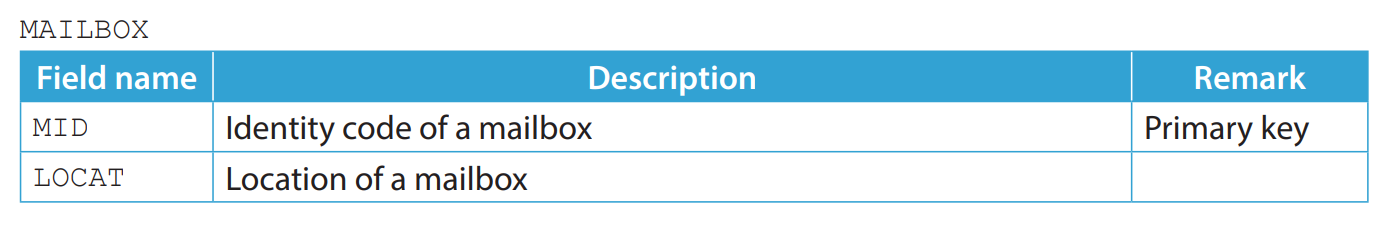 MAILBOX
Field name Description Remark
MID Identity code of a mailbox Primary key
LOCAT Location of a mailbox